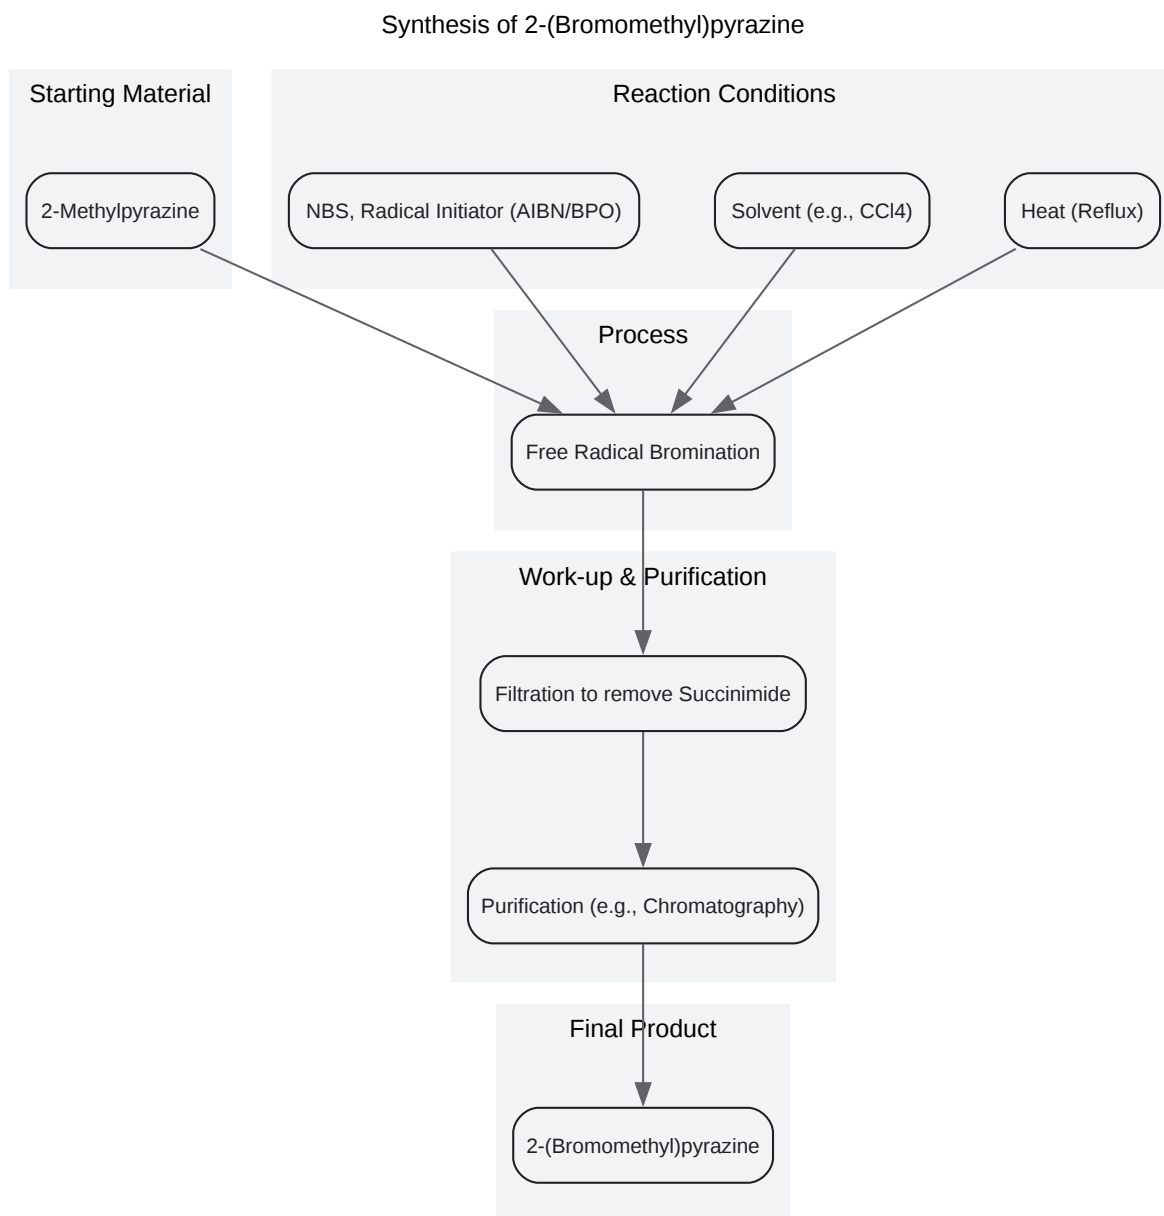 Synthesis of 2-(Bromomethyl)pyrazine
Starting Material
Reaction Conditions
2-Methylpyrazine
NBS, Radical Initiator (AIBN/BPO)
Solvent (e.g., CCl4)
Heat (Reflux)
Process
Free Radical Bromination
Work-up & Purification
Filtration to remove Succinimide
Purification (e.g., Chromatography)
Final Product
2-(Bromomethyl)pyrazine